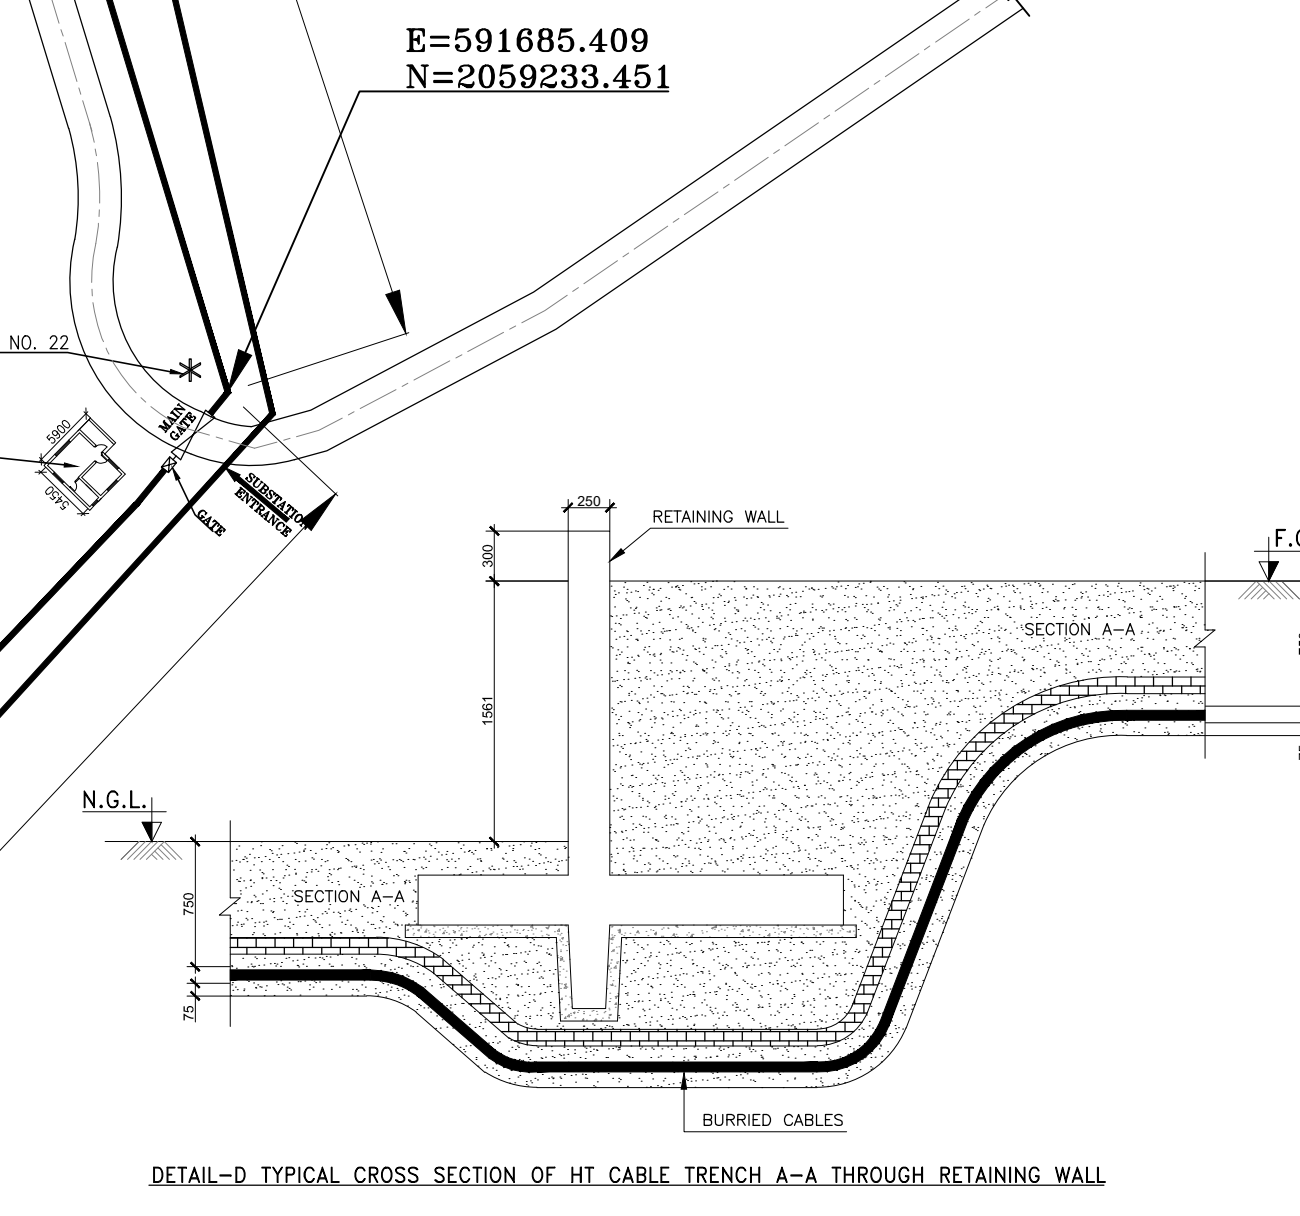 E=591685.409
N=2059233.451
NO. 22
MAIN
GATE
5900
5450
SUBSTATION
ENTRANCE
GATE
250
RETAINING WALL
300
F.
SECTION A-A
1561
N.G.L.
750
SECTION A-A
75
BURRIED CABLES
DETAIL-D TYPICAL CROSS SECTION OF HT CABLE TRENCH A-A THROUGH RETAINING WALL